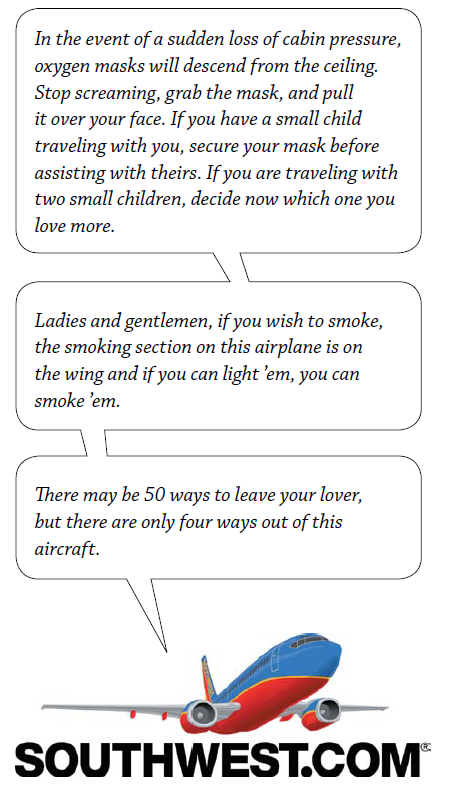 In the event of a sudden loss of cabin pressure,
oxygen masks will descend from the ceiling.
Stop screaming, grab the mask, and pull
it over your face. If you have a small child
traveling with you, secure your mask before
assisting with theirs. If you are traveling with
two small children, decide now which one you
love more.
Ladies and gentlemen, if you wish to smoke,
the smoking section on this airplane is on
the wing and if you can light ’em, you can
smoke ’em.
There may be 50 ways to leave your lover,
but there are only four ways out of this
aircraft.
SOUTHWEST.COM®